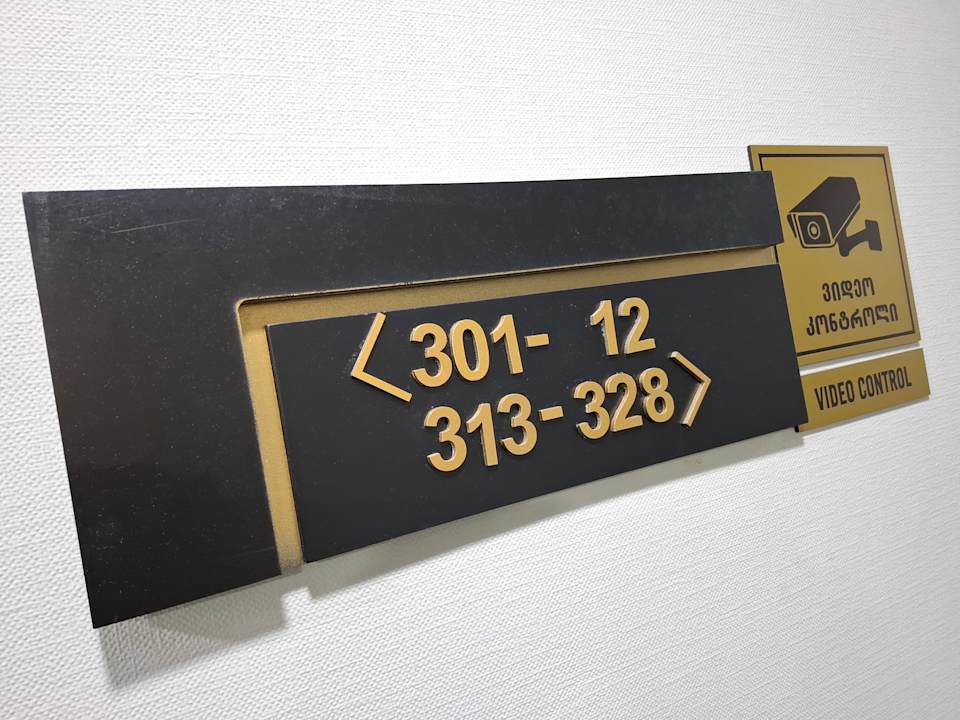 < 301- 12
313-328 >
ᲕᲘᲓᲔᲝ
ᲙᲝᲜᲢᲠᲝᲚᲘ
VIDEO CONTROL